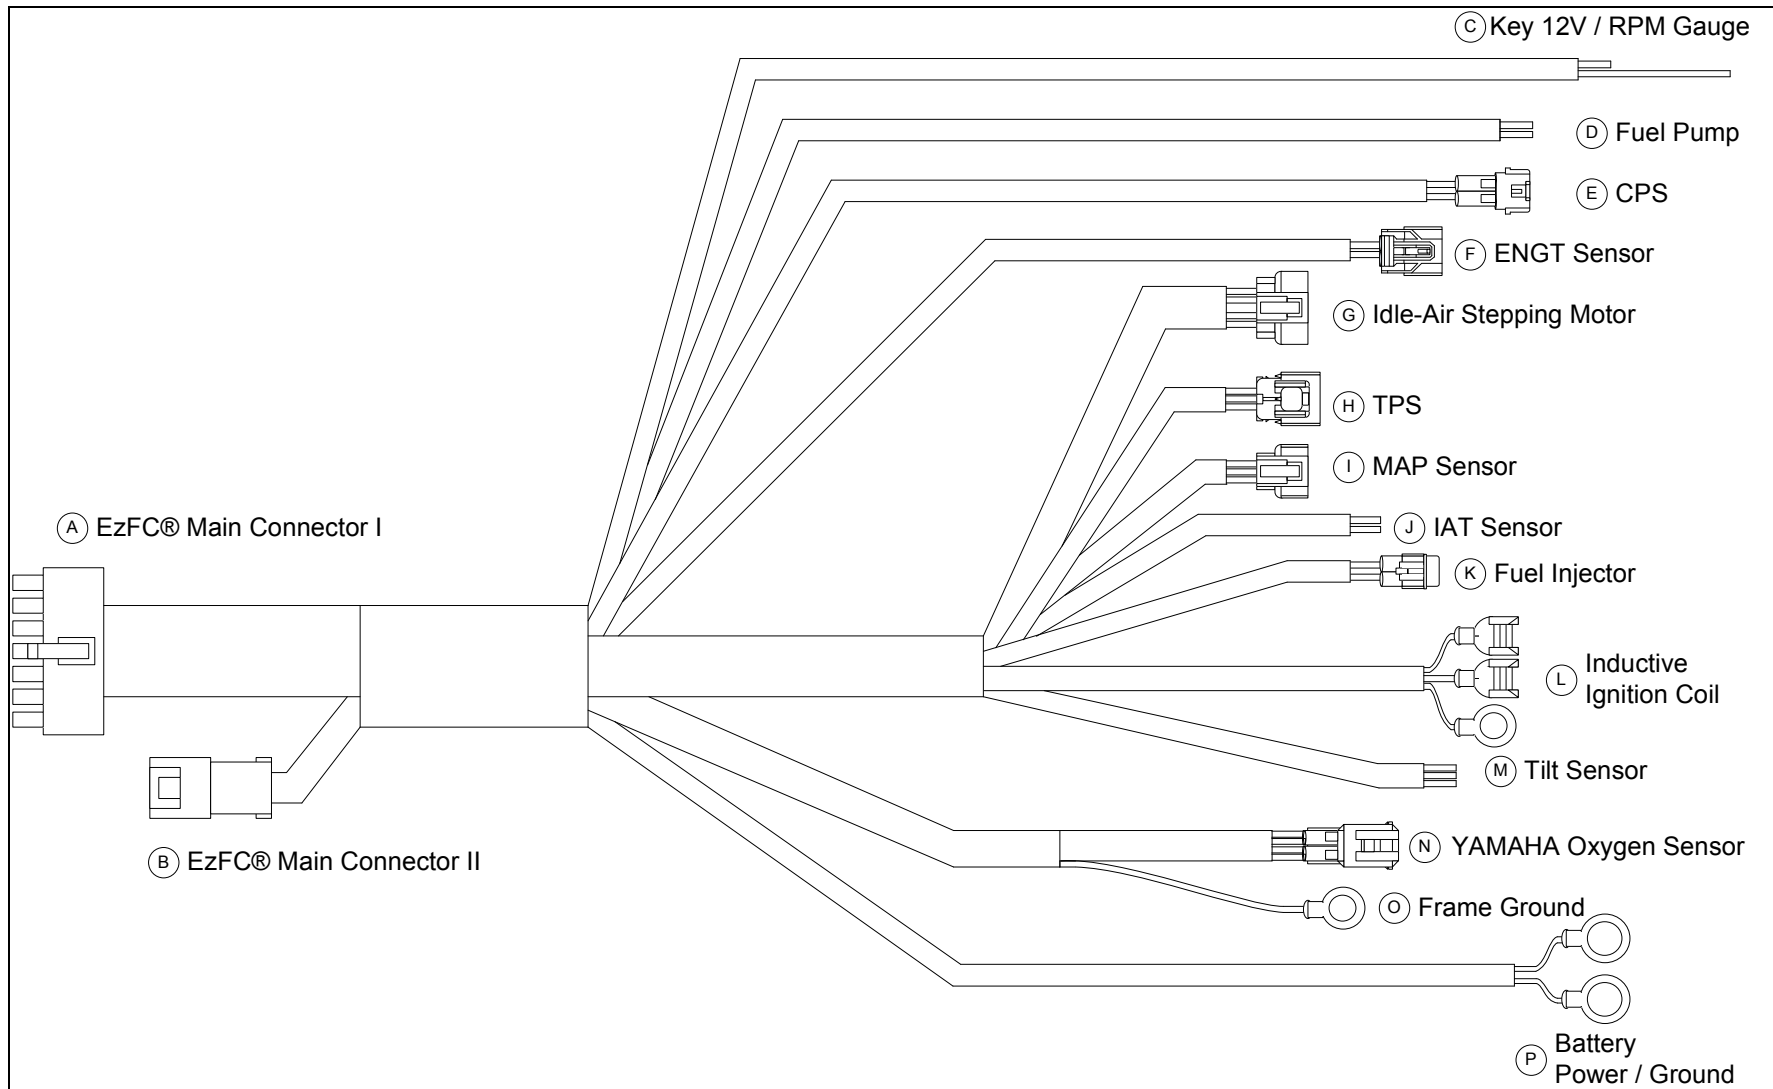 C Key 12V / RPM Gauge
D Fuel Pump
E CPS
F ENGT Sensor
G Idle-Air Stepping Motor
H TPS
I MAP Sensor
A EzFC® Main Connector I
J IAT Sensor
K Fuel Injector
L Inductive
Ignition Coil
M Tilt Sensor
B EzFC® Main Connector II
N YAMAHA Oxygen Sensor
O Frame Ground
P Battery
Power / Ground